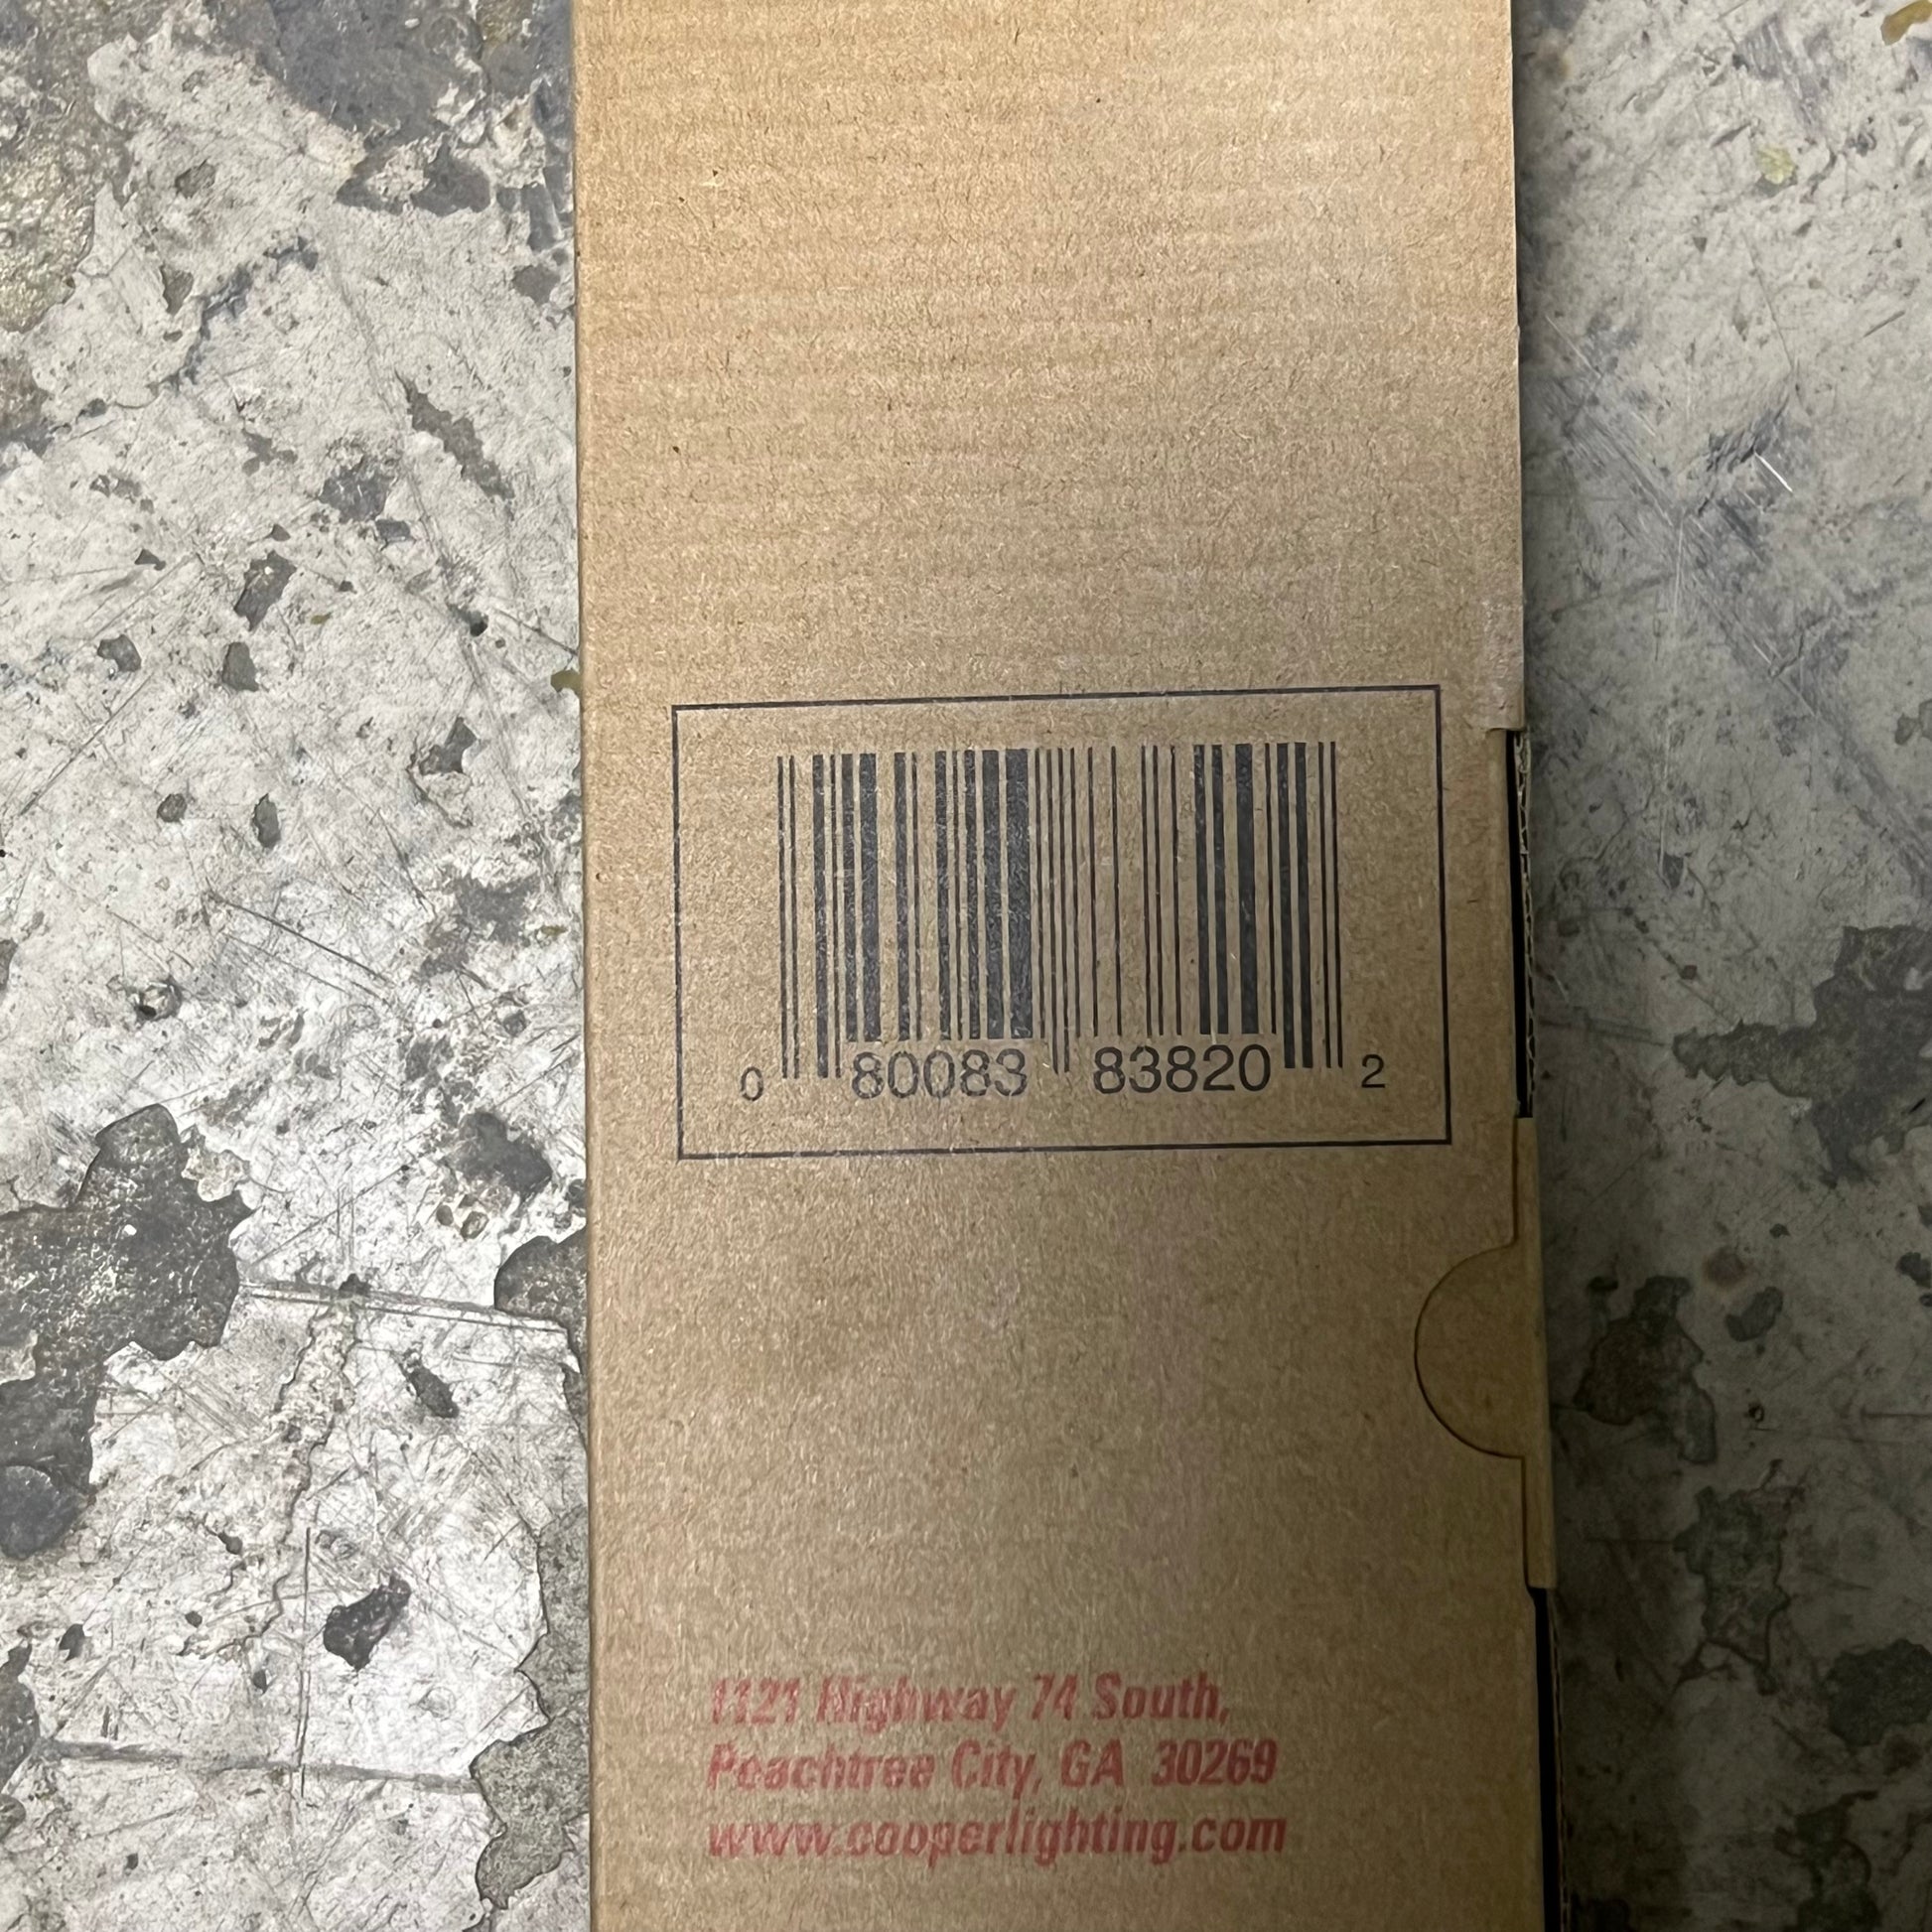 0 80083 83820 2
1121 Highway 74 South,
Peachtree City, GA 30269
www.cooperlighting.com